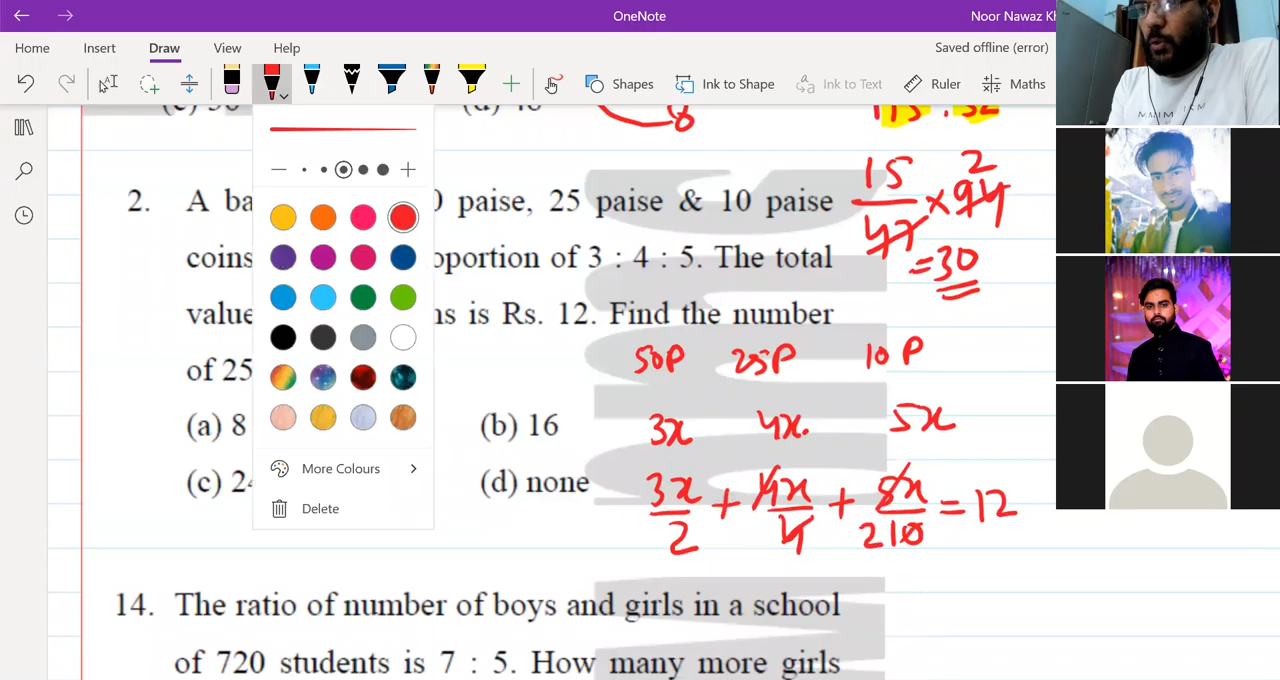 OneNote
Noor Nawaz Kh
Home Insert Draw View Help
Saved offline (error)
Shapes Ink to Shape Ink to Text Ruler Maths
2. A ba 0 paise, 25 paise & 10 paise
coins oportion of 3 : 4 : 5. The total
value ns is Rs. 12. Find the number
of 25
(a) 8 (b) 16
(c) 24 (d) none
15/47 × 94 2
= 30
50P 25P 10P
3x 4x 5x
3x/2 + 4x/4 + 5x/10 2 = 12
More Colours
Delete
14. The ratio of number of boys and girls in a school
of 720 students is 7 : 5. How many more girls